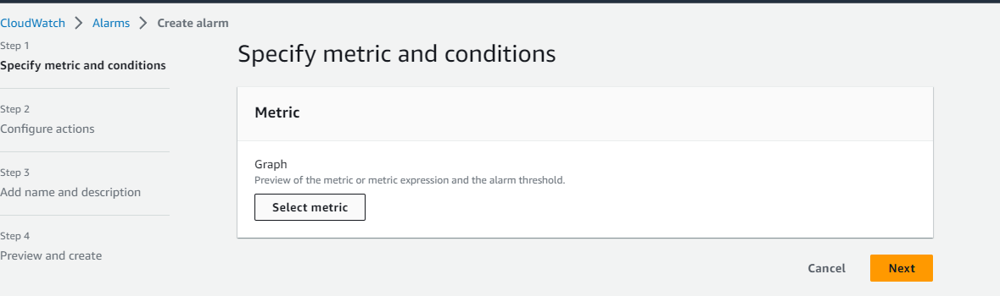 CloudWatch > Alarms > Create alarm
Step 1
Specify metric and conditions
Step 2
Configure actions
Step 3
Add name and description
Step 4
Preview and create
Specify metric and conditions
Metric
Graph
Preview of the metric or metric expression and the alarm threshold.
Select metric
Cancel Next